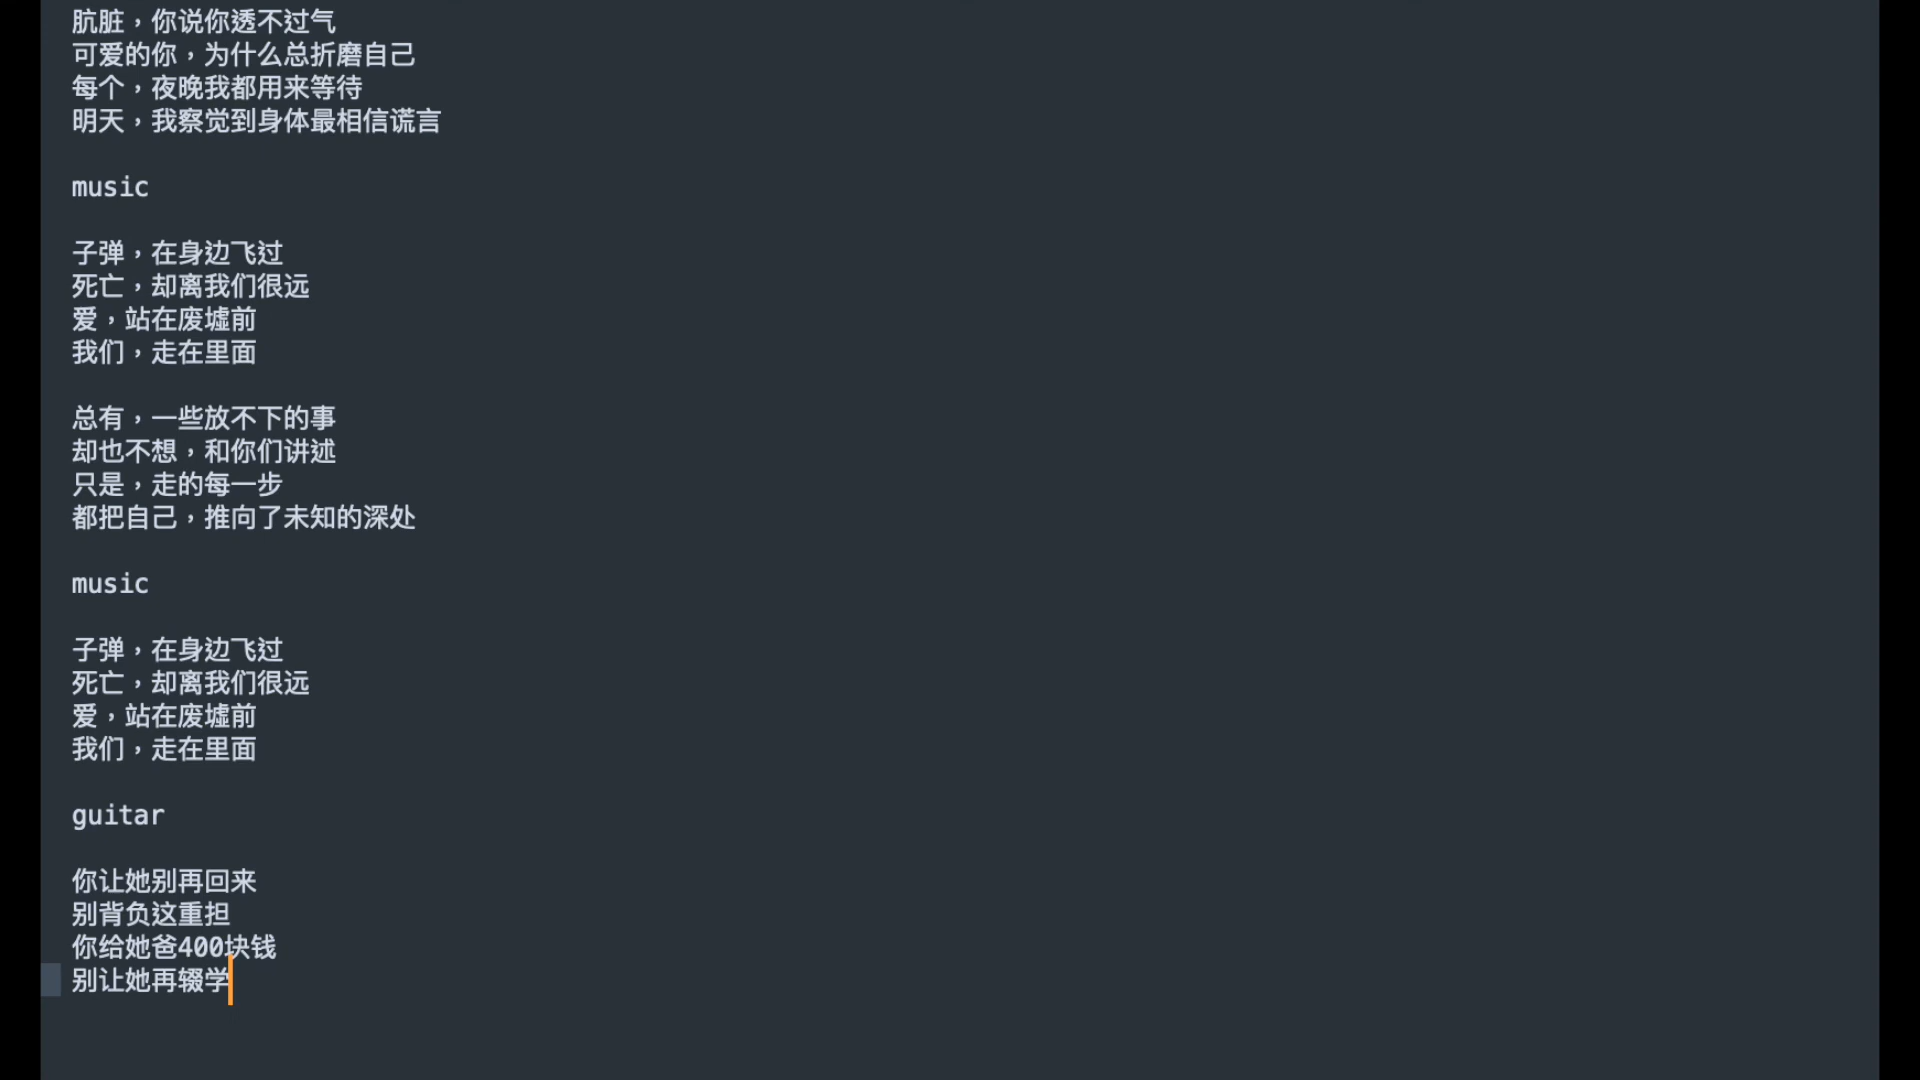 肮脏，你说你透不过气
可爱的你，为什么总折磨自己
每个，夜晚我都用来等待
明天，我察觉到身体最相信谎言
music
子弹，在身边飞过
死亡，却离我们很远
爱，站在废墟前
我们，走在里面
总有，一些放不下的事
却也不想，和你们讲述
只是，走的每一步
都把自己，推向了未知的深处
music
子弹，在身边飞过
死亡，却离我们很远
爱，站在废墟前
我们，走在里面
guitar
你让她别再回来
别背负这重担
你给她爸400块钱
别让她再辍学